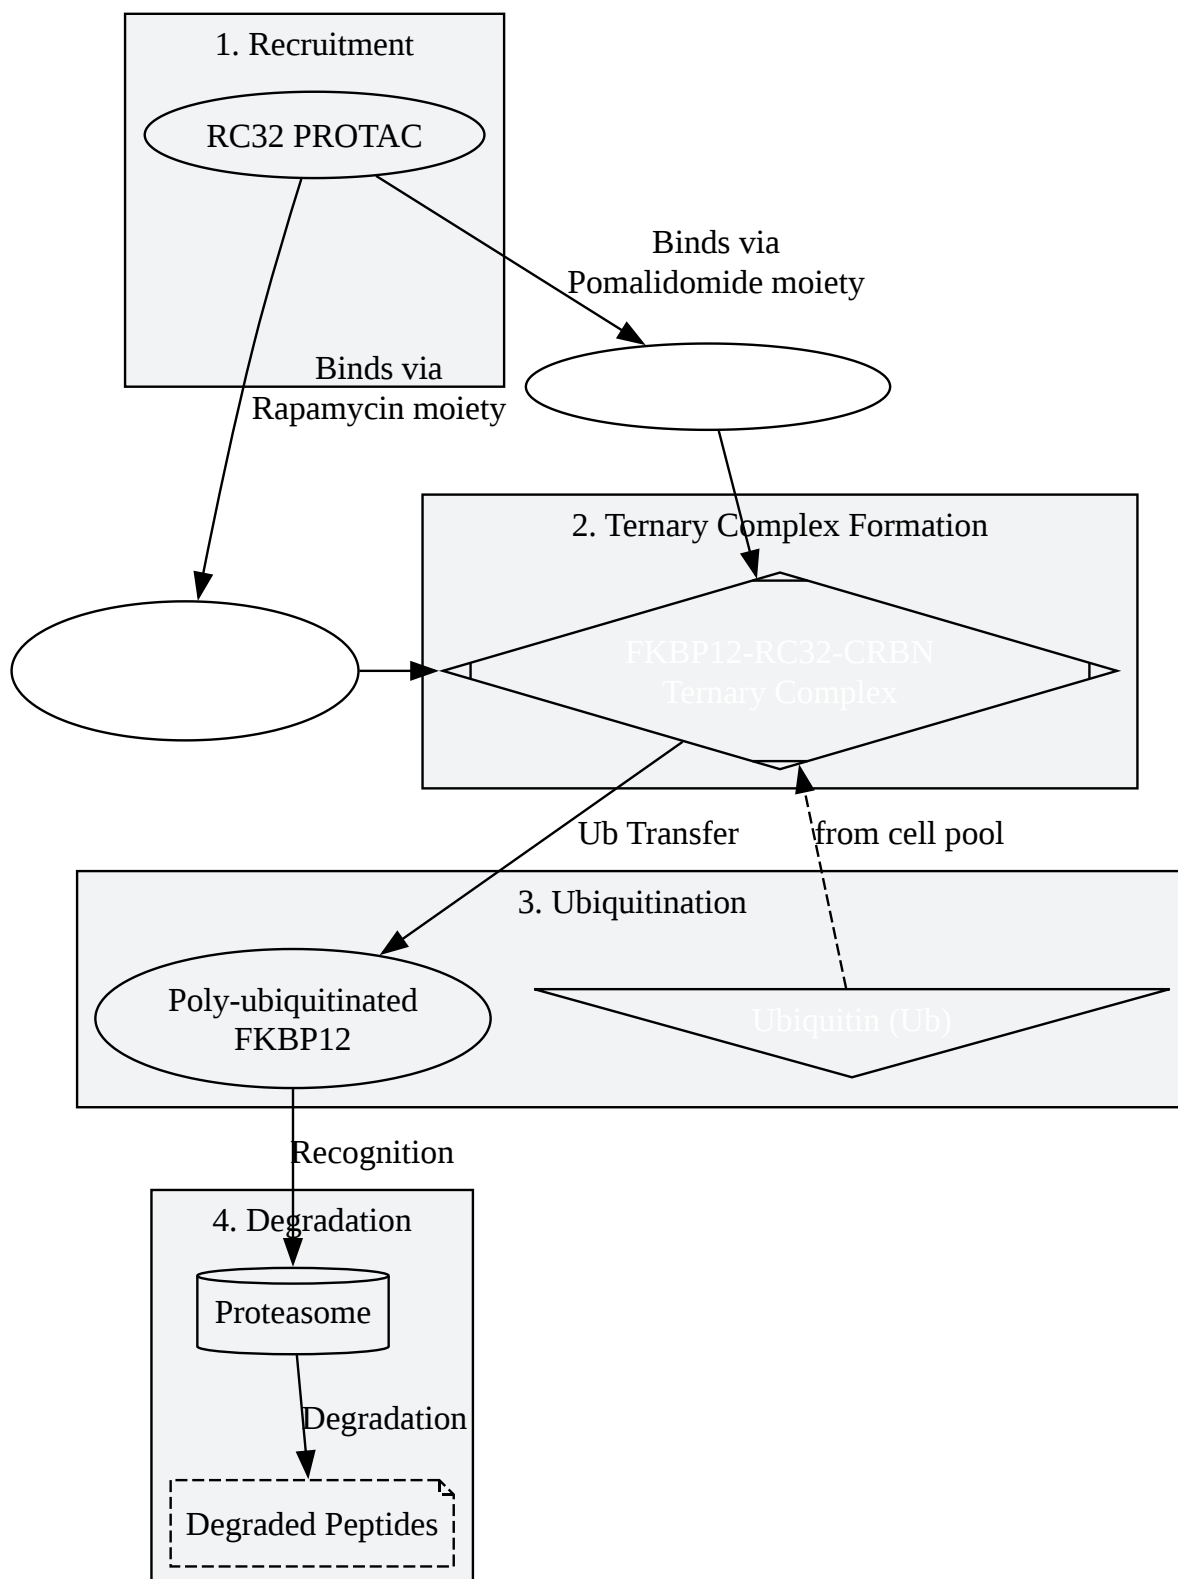 1. Recruitment
RC32 PROTAC
Binds via
Pomalidomide moiety
Binds via
Rapamycin moiety
2. Ternary Complex Formation
FKBP12-RC32-CRBN
Ternary Complex
Ub Transfer
from cell pool
3. Ubiquitination
Poly-ubiquitinated
FKBP12
Ubiquitin (Ub)
Recognition
4. Degradation
Proteasome
Degradation
Degraded Peptides